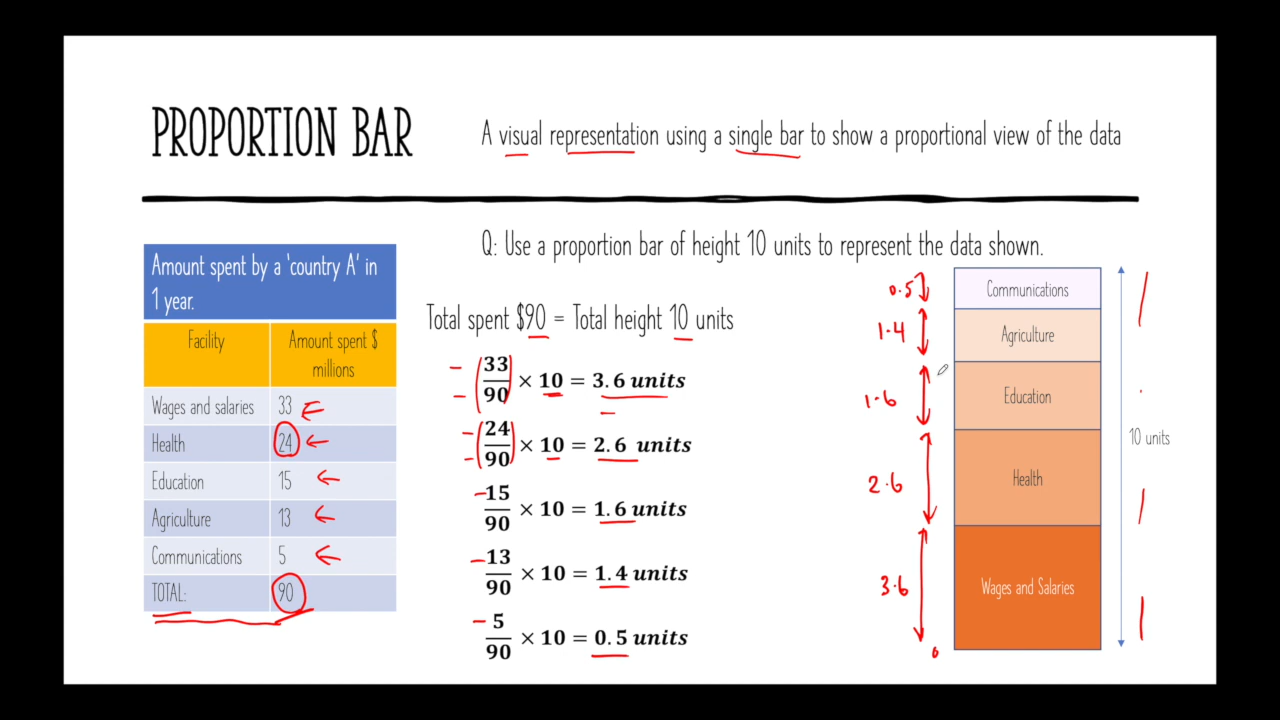 PROPORTION BAR
A visual representation using a single bar to show a proportional view of the data
Q: Use a proportion bar of height 10 units to represent the data shown.
Amount spent by a 'country A' in
1 year.
Facility
Amount spent $
millions
Wages and salaries 33
Health 24
Education 15
Agriculture 13
Communications 5
TOTAL: 90
Total spent $90 = Total height 10 units
33/90 × 10 = 3.6 units
24/90 × 10 = 2.6 units
15/90 × 10 = 1.6 units
13/90 × 10 = 1.4 units
5/90 × 10 = 0.5 units
0.5 Communications
1.4 Agriculture
1.6 Education
2.6 Health
3.6 Wages and Salaries
0
10 units